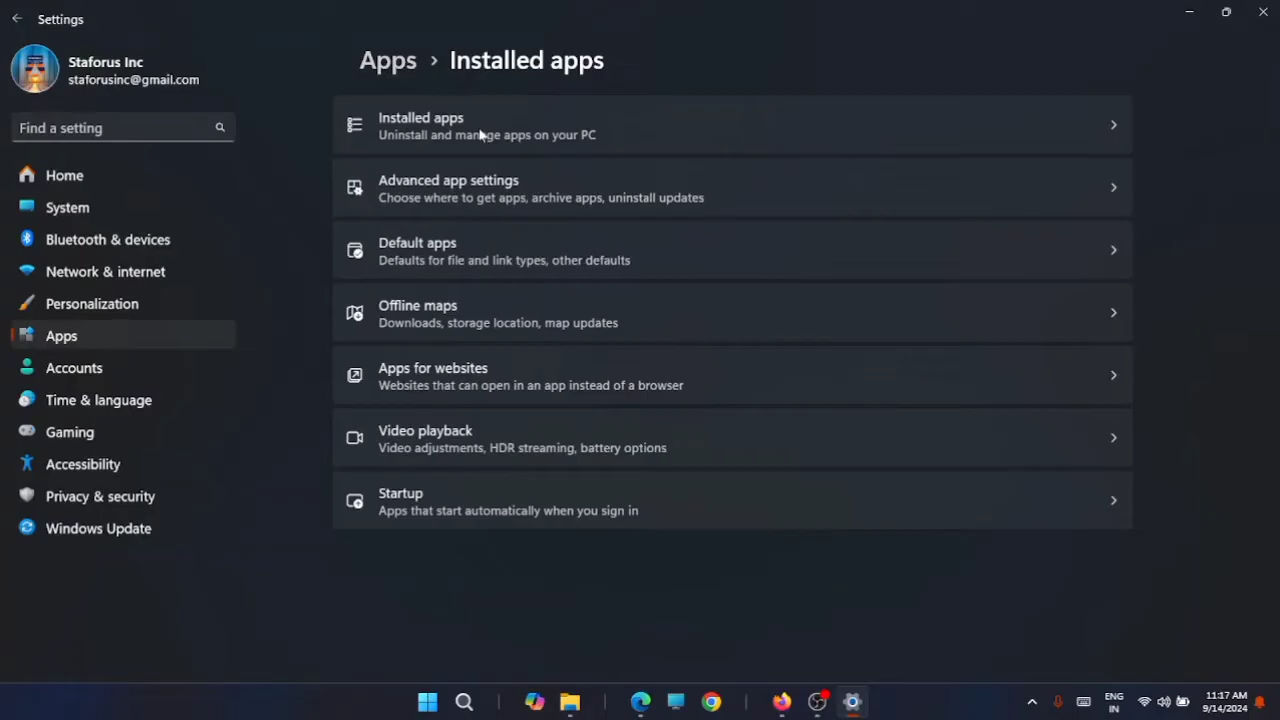 Settings
Staforus Inc
staforusinc@gmail.com
Find a setting
Home
System
Bluetooth & devices
Network & internet
Personalization
Apps
Accounts
Time & language
Gaming
Accessibility
Privacy & security
Windows Update
Apps › Installed apps
Installed apps
Uninstall and manage apps on your PC
Advanced app settings
Choose where to get apps, archive apps, uninstall updates
Default apps
Defaults for file and link types, other defaults
Offline maps
Downloads, storage location, map updates
Apps for websites
Websites that can open in an app instead of a browser
Video playback
Video adjustments, HDR streaming, battery options
Startup
Apps that start automatically when you sign in
ENG
IN
11:17 AM
9/14/2024